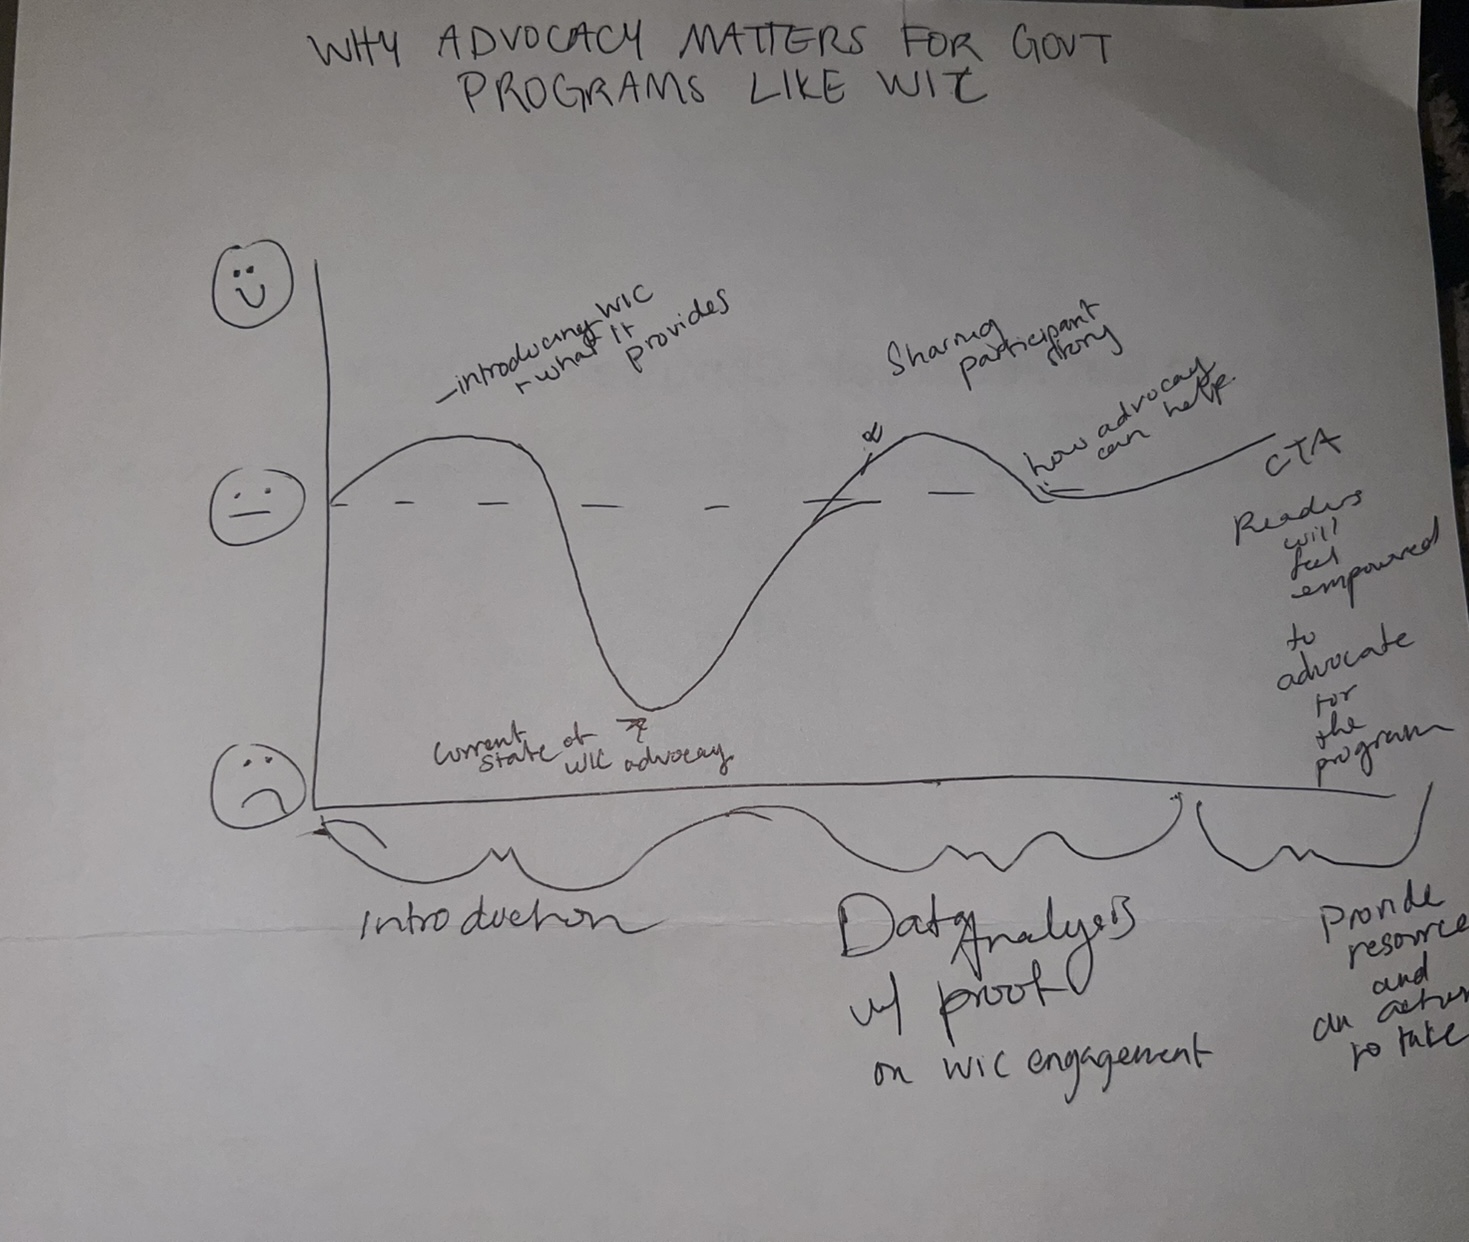 WHY ADVOCACY MATTERS FOR GOVT
PROGRAMS LIKE WIC
introducing WIC
+ what it
provides
Sharing
participant
story
how advocacy
can help
CTA
Readers
will
feel
empowered
to
advocate
for
the
program
Current
state of
WIC advocacy
Introduction
Data
Analysis
w/ proof
on WIC engagement
Provide
resource
and
an action
to take